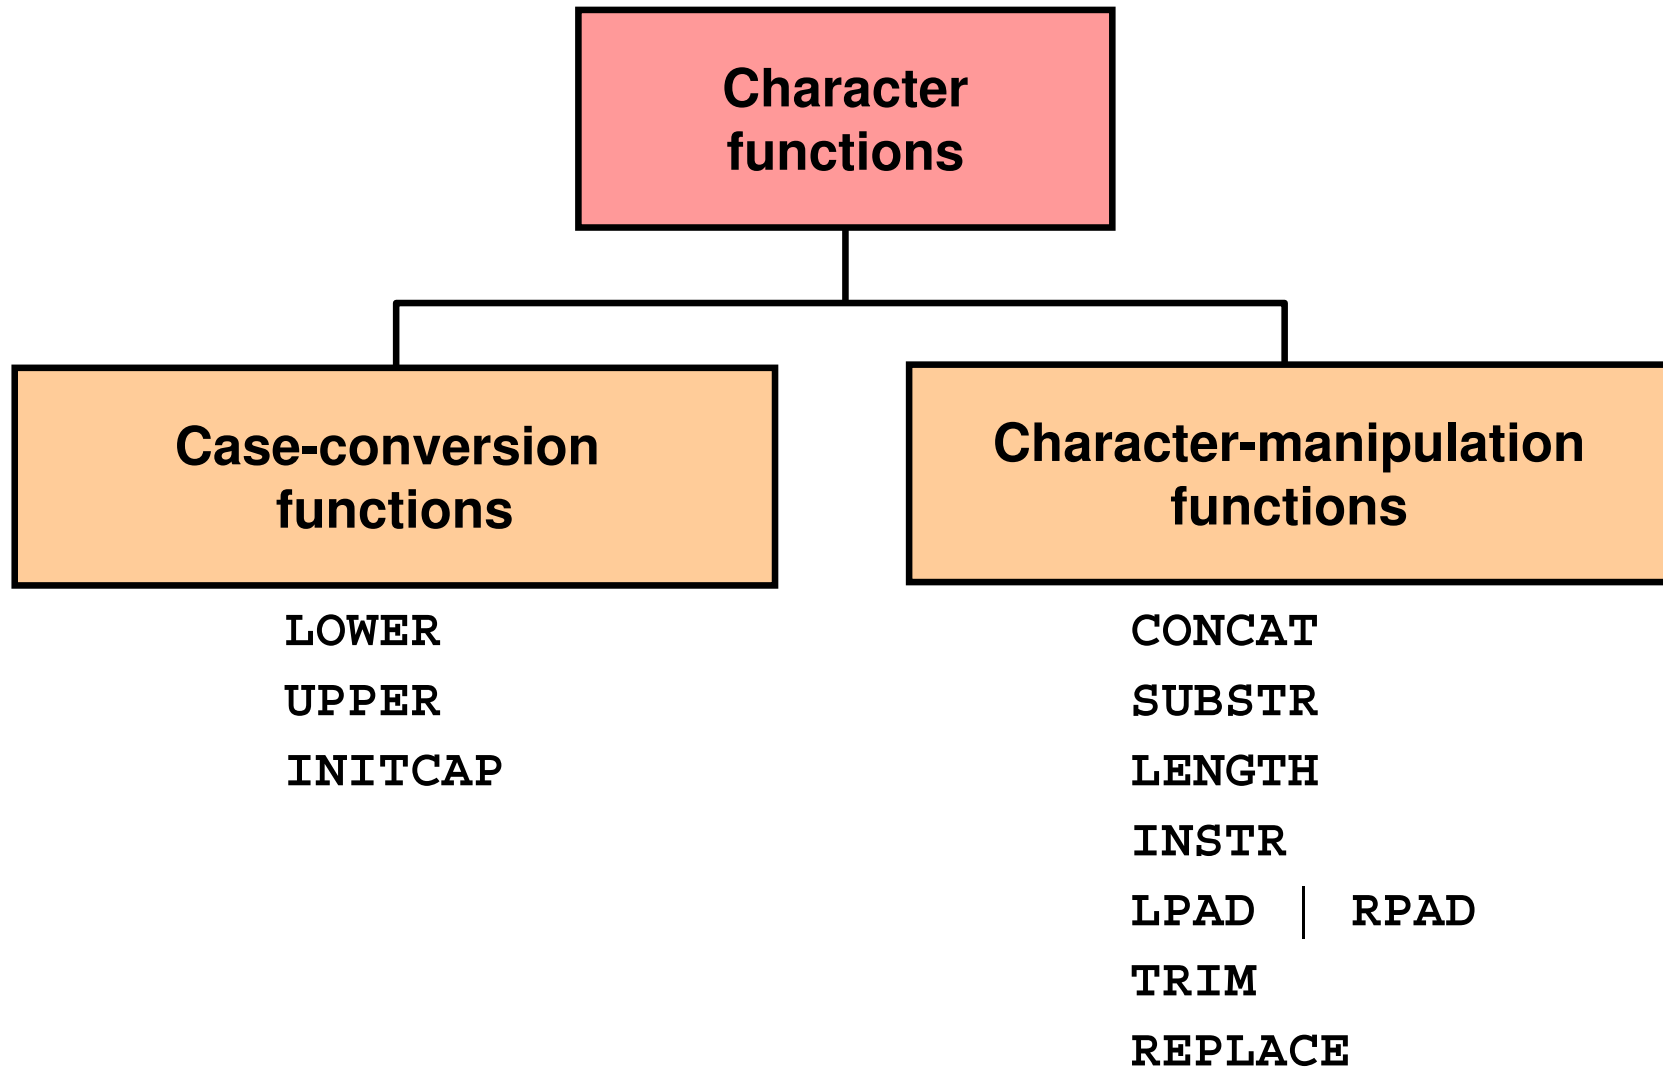 Character
functions
Case-conversion
functions
Character-manipulation
functions
LOWER
UPPER
INITCAP
CONCAT
SUBSTR
LENGTH
INSTR
LPAD | RPAD
TRIM
REPLACE